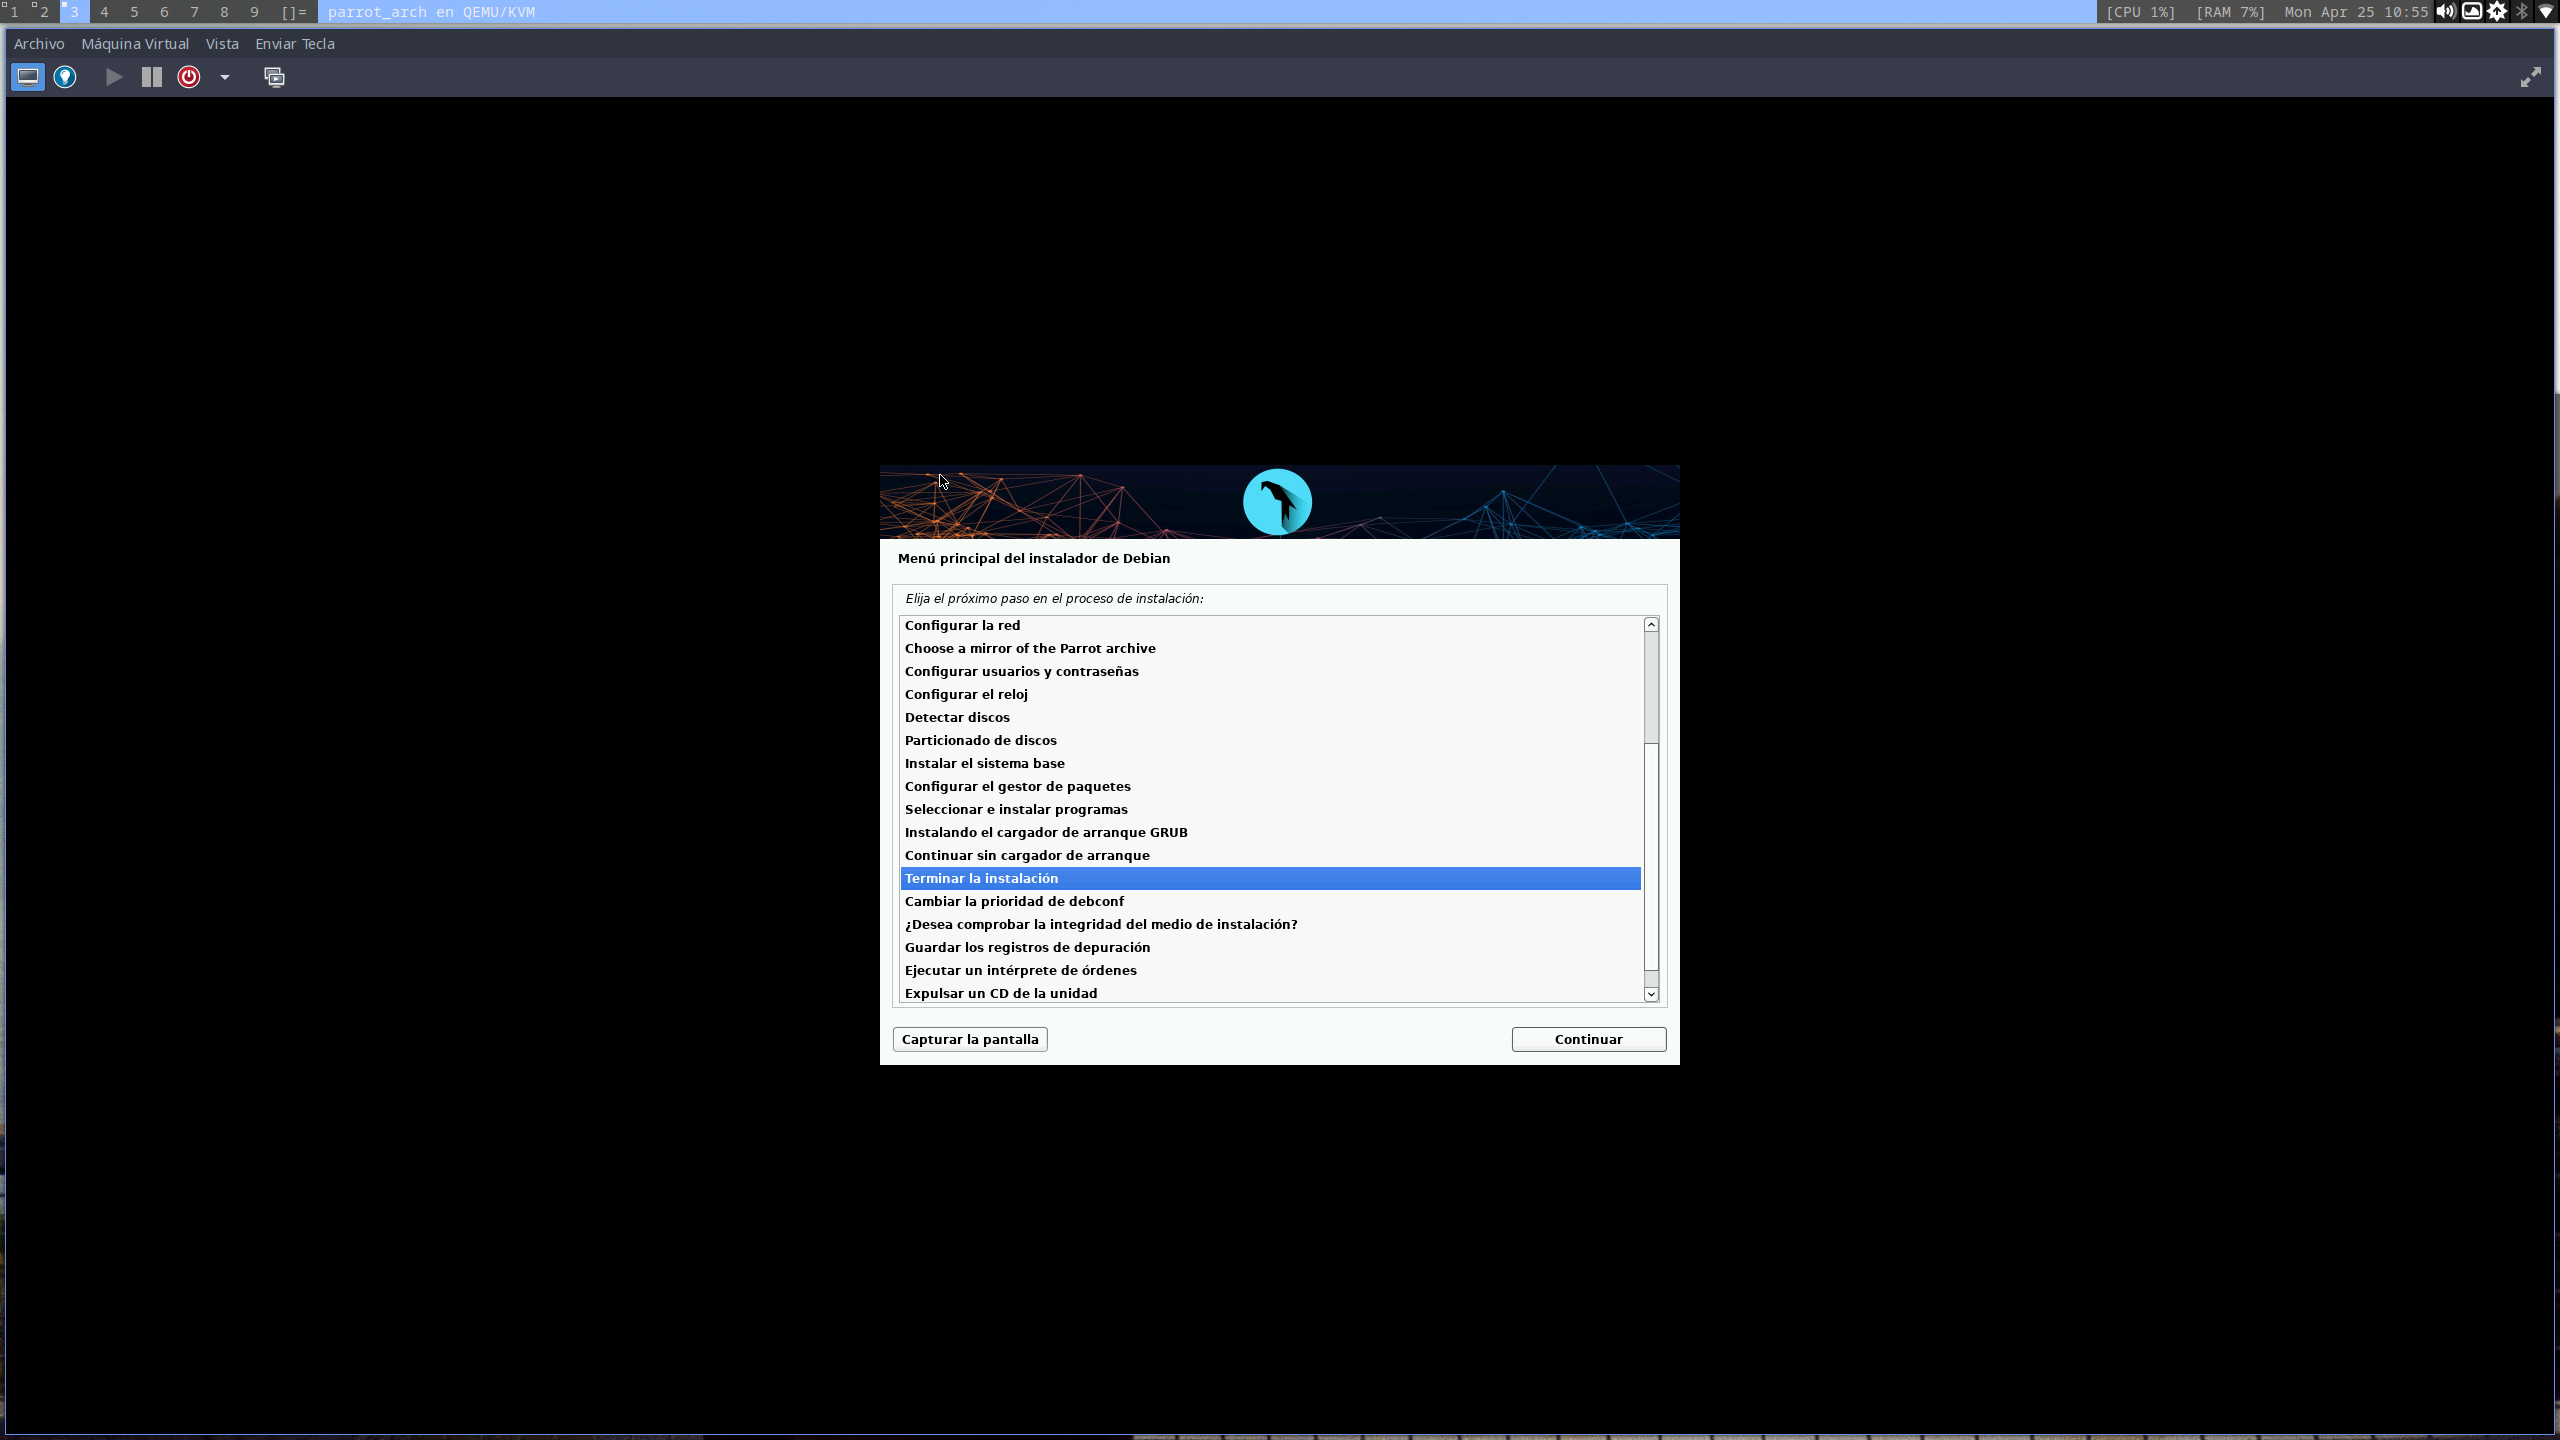 1 2 3 4 5 6 7 8 9 []= parrot_arch en QEMU/KVM [CPU 1%] [RAM 7%] Mon Apr 25 10:55
Archivo Máquina Virtual Vista Enviar Tecla
Menú principal del instalador de Debian
Elija el próximo paso en el proceso de instalación:
Configurar la red
Choose a mirror of the Parrot archive
Configurar usuarios y contraseñas
Configurar el reloj
Detectar discos
Particionado de discos
Instalar el sistema base
Configurar el gestor de paquetes
Seleccionar e instalar programas
Instalando el cargador de arranque GRUB
Continuar sin cargador de arranque
Terminar la instalación
Cambiar la prioridad de debconf
¿Desea comprobar la integridad del medio de instalación?
Guardar los registros de depuración
Ejecutar un intérprete de órdenes
Expulsar un CD de la unidad
Capturar la pantalla Continuar